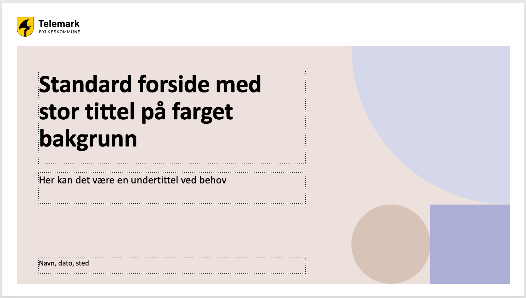 Telemark
FYLKESKOMMUNE
Standard forside med
stor tittel på farget
bakgrunn
Her kan det være en undertittel ved behov
Navn, dato, sted